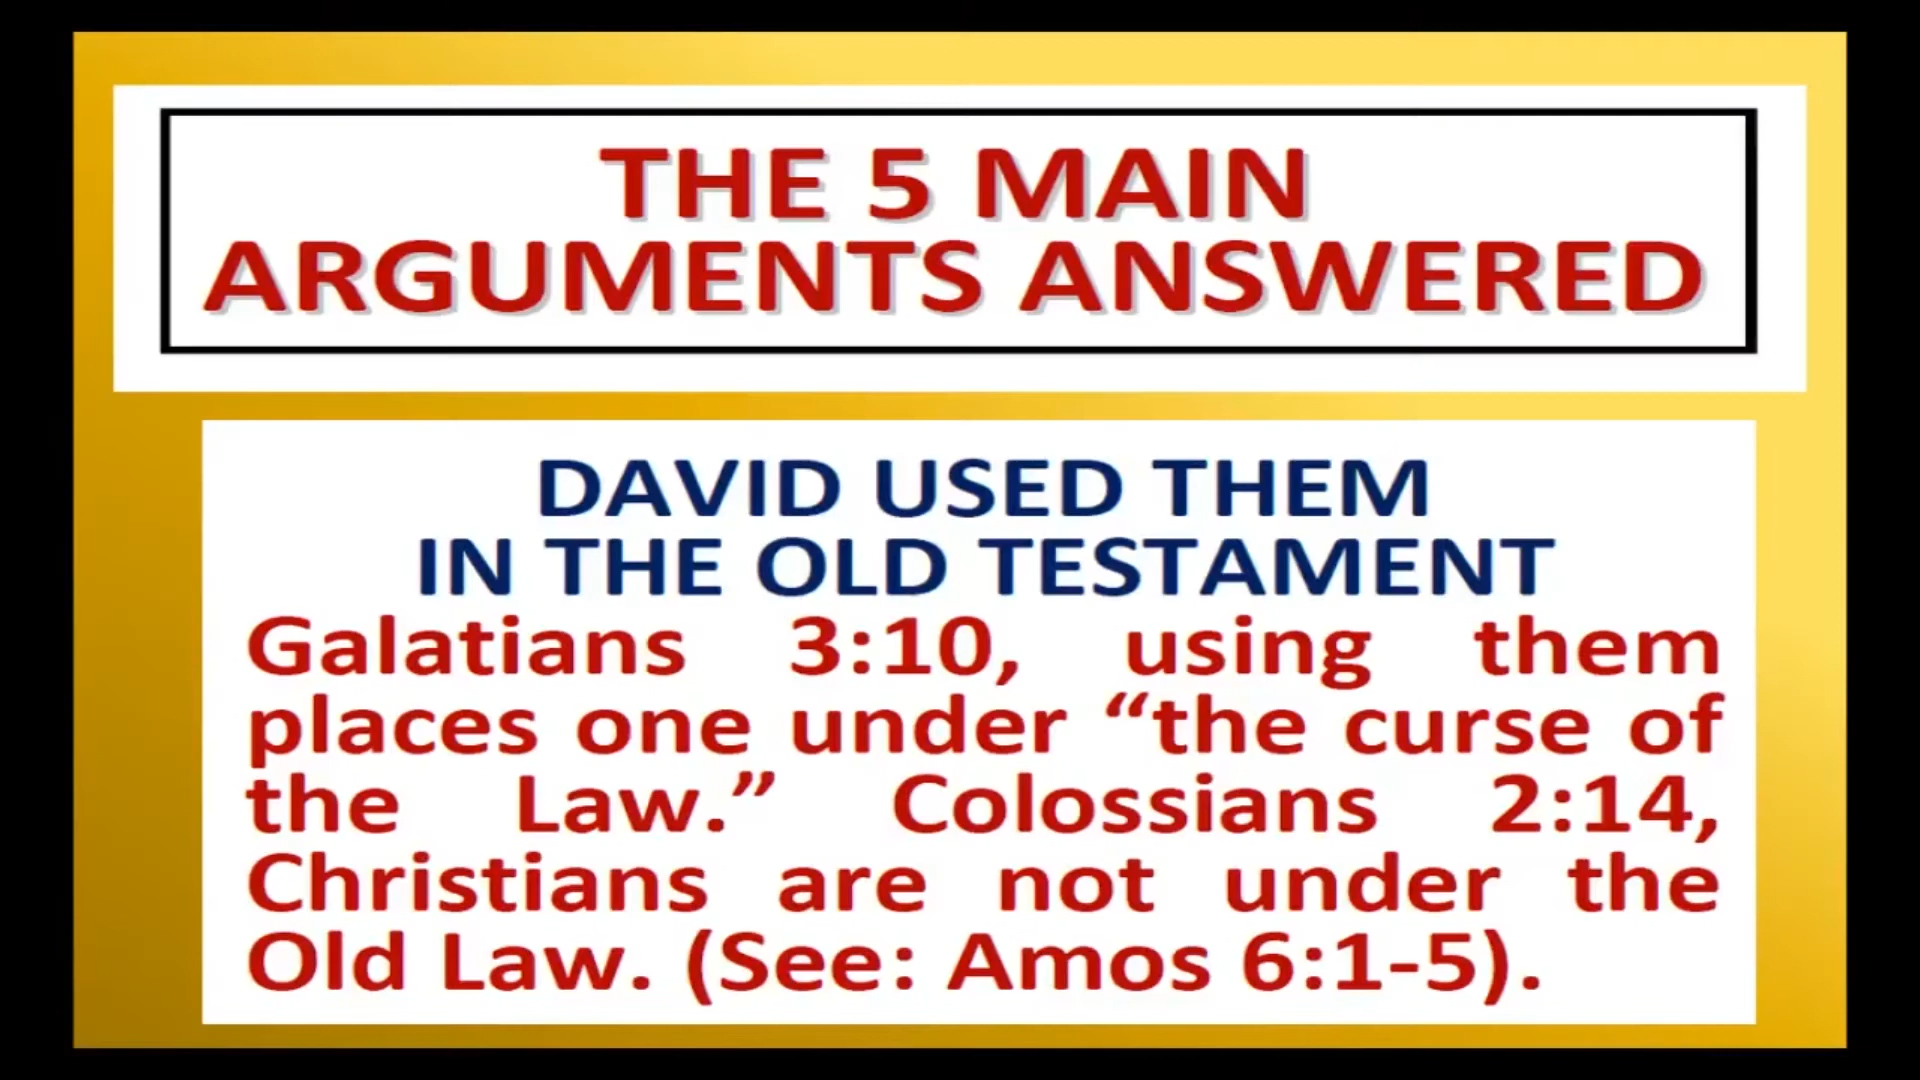 THE 5 MAIN
ARGUMENTS ANSWERED
DAVID USED THEM
IN THE OLD TESTAMENT
Galatians 3:10, using them
places one under “the curse of
the Law.” Colossians 2:14,
Christians are not under the
Old Law. (See: Amos 6:1-5).